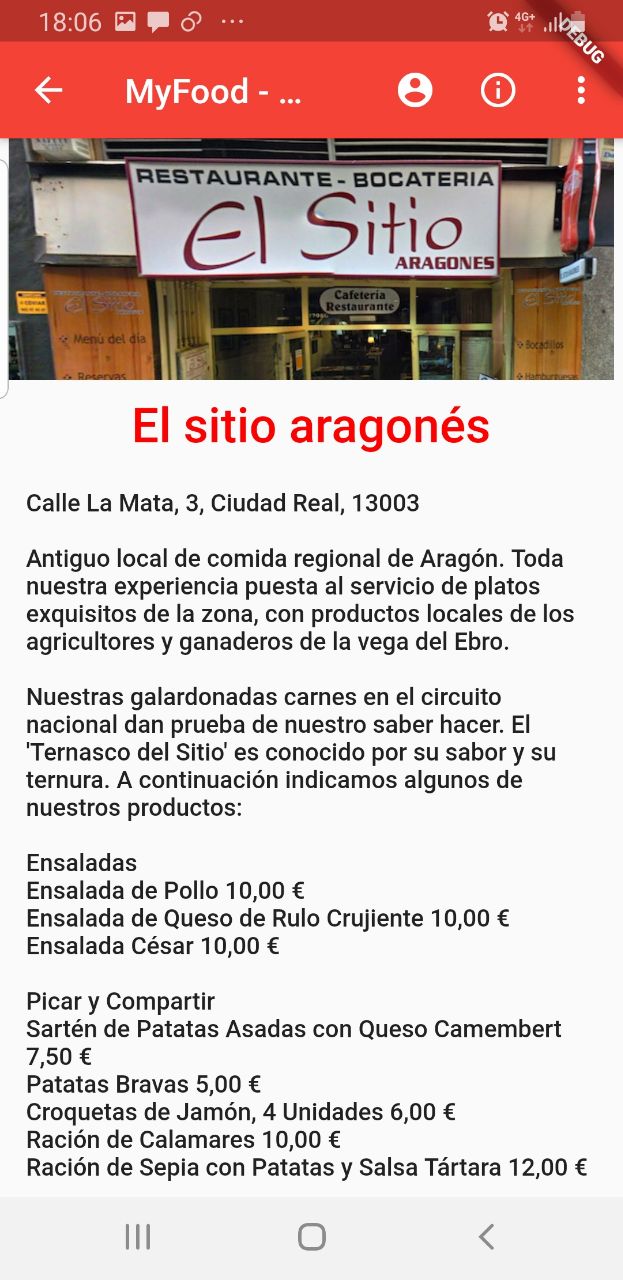 18:06
4G+
DEBUG
MyFood - ...
RESTAURANTE - BOCATERIA
El Sitio
ARAGONES
Cafetería
Restaurante
El Sitio
El Sitio
Menú del día
Bocadillos
Reservas
Hamburguesas
El sitio aragonés
Calle La Mata, 3, Ciudad Real, 13003
Antiguo local de comida regional de Aragón. Toda
nuestra experiencia puesta al servicio de platos
exquisitos de la zona, con productos locales de los
agricultores y ganaderos de la vega del Ebro.
Nuestras galardonadas carnes en el circuito
nacional dan prueba de nuestro saber hacer. El
'Ternasco del Sitio' es conocido por su sabor y su
ternura. A continuación indicamos algunos de
nuestros productos:
Ensaladas
Ensalada de Pollo 10,00 €
Ensalada de Queso de Rulo Crujiente 10,00 €
Ensalada César 10,00 €
Picar y Compartir
Sartén de Patatas Asadas con Queso Camembert
7,50 €
Patatas Bravas 5,00 €
Croquetas de Jamón, 4 Unidades 6,00 €
Ración de Calamares 10,00 €
Ración de Sepia con Patatas y Salsa Tártara 12,00 €